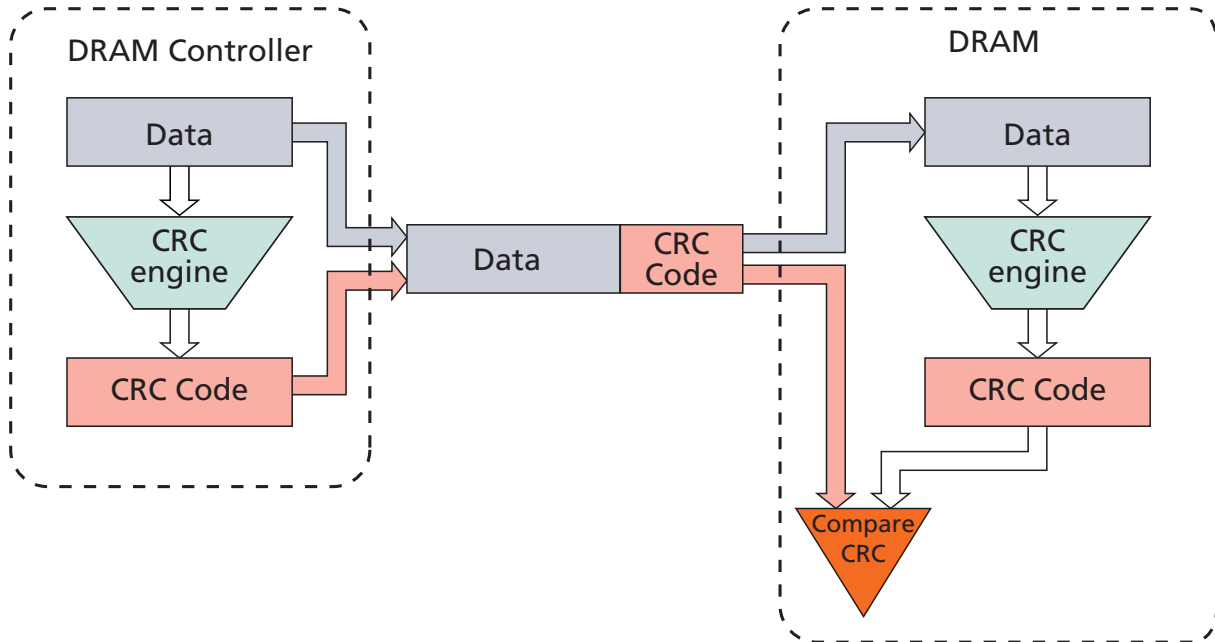 DRAM Controller
Data
CRC
engine
CRC Code
Data
CRC
Code
DRAM
Data
CRC
engine
CRC Code
Compare
CRC